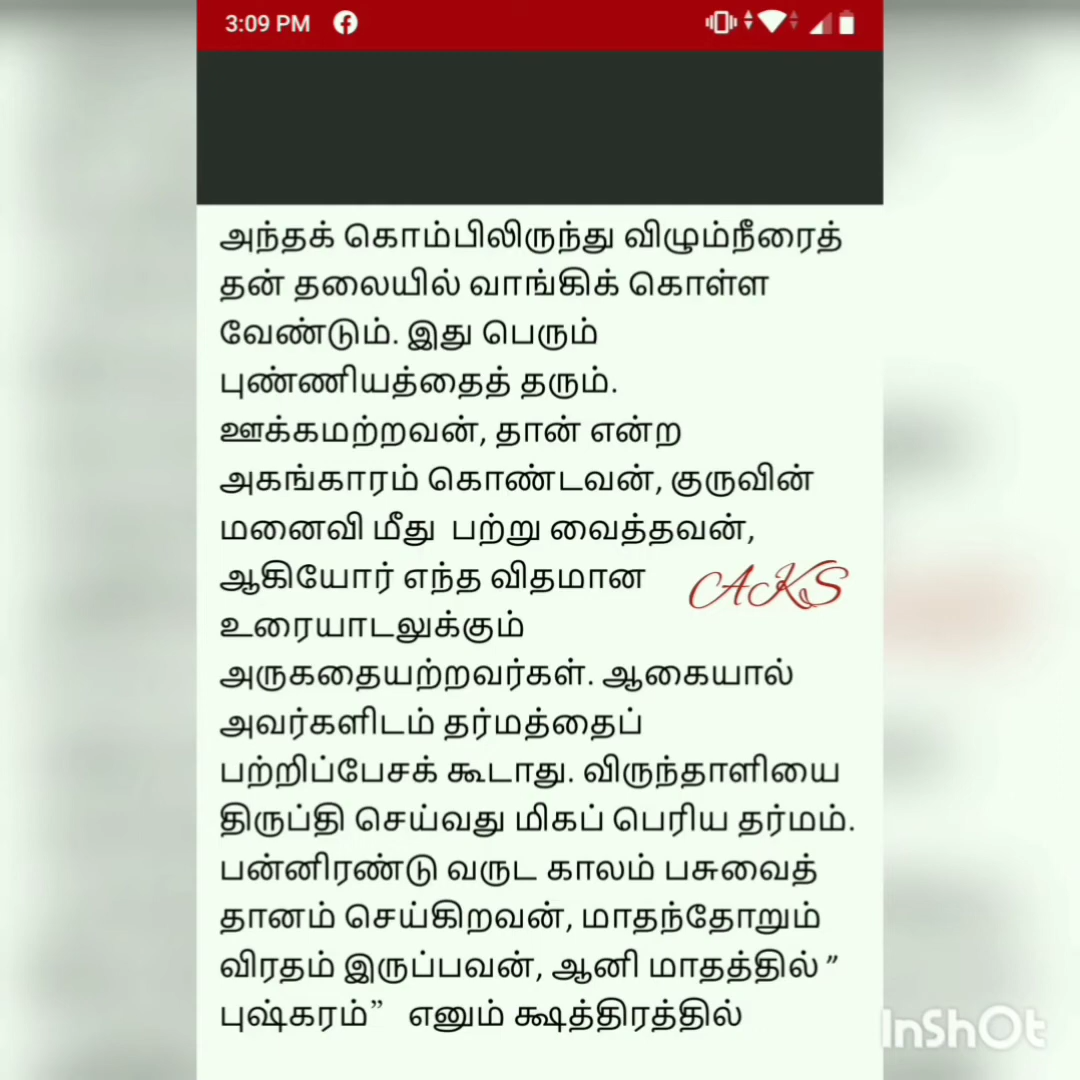 3:09 PM
அந்தக் கொம்பிலிருந்து விழும்நீரைத்
தன் தலையில் வாங்கிக் கொள்ள
வேண்டும். இது பெரும்
புண்ணியத்தைத் தரும்.
ஊக்கமற்றவன், தான் என்ற
அகங்காரம் கொண்டவன், குருவின்
மனைவி மீது  பற்று வைத்தவன்,
ஆகியோர் எந்த விதமான
AKS
உரையாடலுக்கும்
அருகதையற்றவர்கள். ஆகையால்
அவர்களிடம் தர்மத்தைப்
பற்றிப்பேசக் கூடாது. விருந்தாளியை
திருப்தி செய்வது மிகப் பெரிய தர்மம்.
பன்னிரண்டு வருட காலம் பசுவைத்
தானம் செய்கிறவன், மாதந்தோறும்
விரதம் இருப்பவன், ஆனி மாதத்தில் ”
புஷ்கரம்”  எனும் க்ஷத்திரத்தில்
InShOt